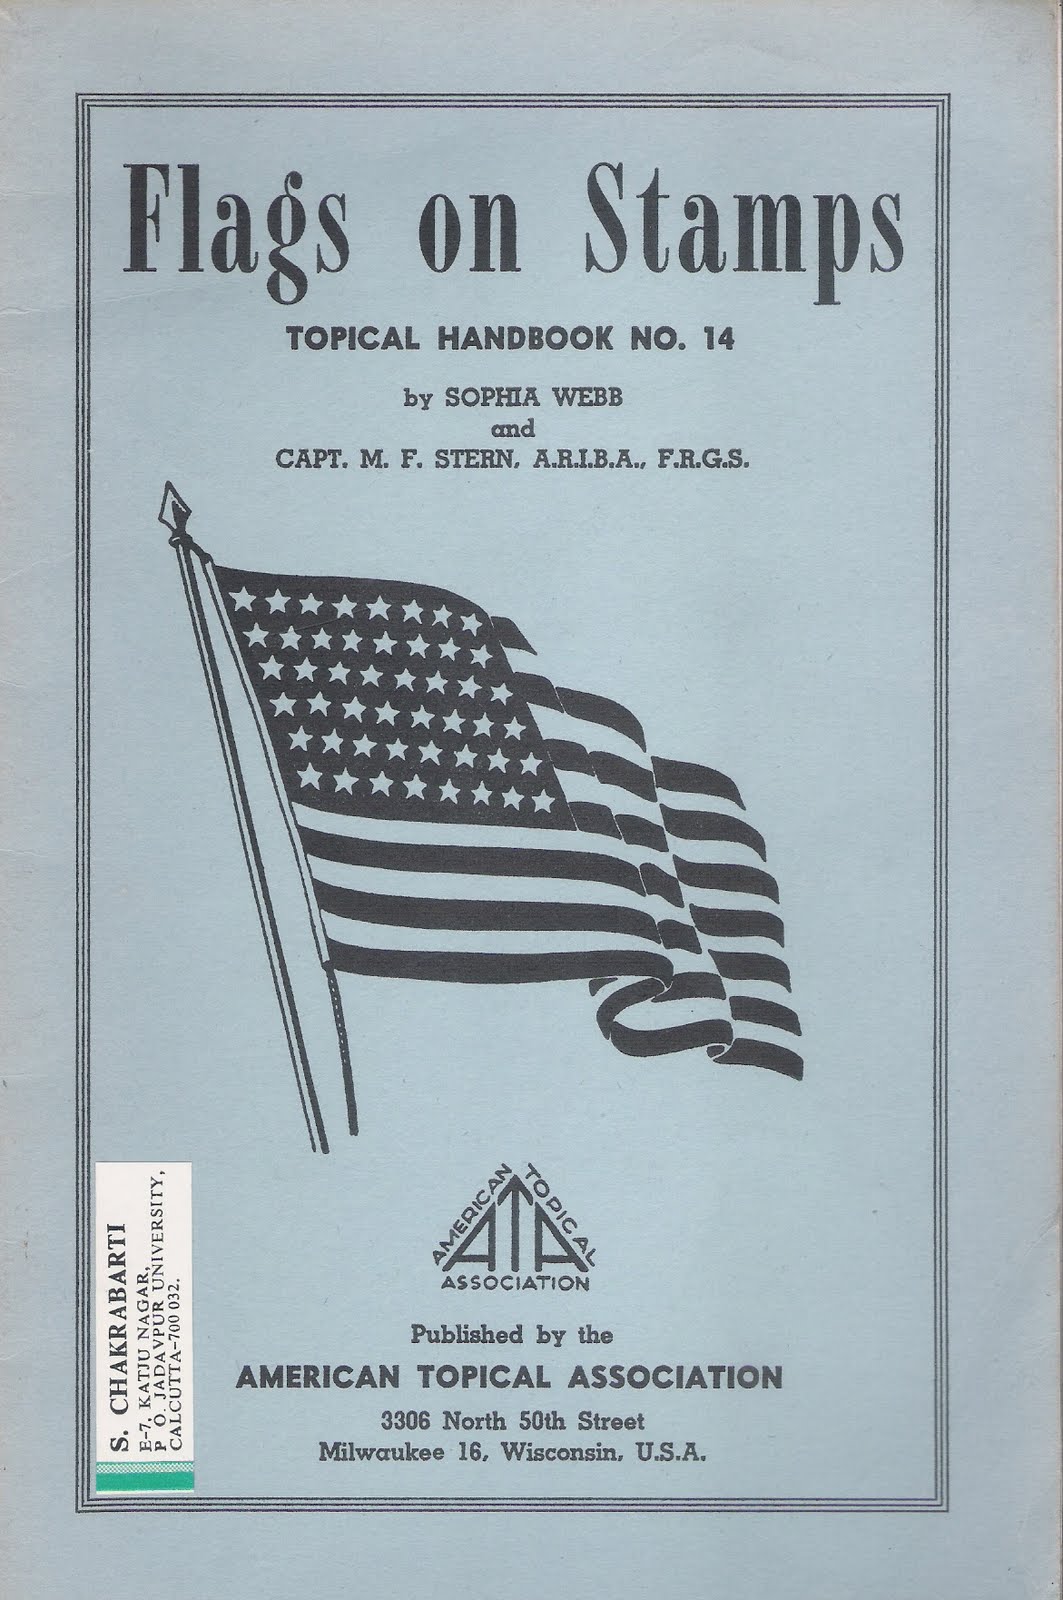 Flags on Stamps
TOPICAL HANDBOOK NO. 14
by SOPHIA WEBB
and
CAPT. M. F. STERN, A.R.I.B.A., F.R.G.S.
AMERICAN TOPICAL
ATA
ASSOCIATION
Published by the
AMERICAN TOPICAL ASSOCIATION
3306 North 50th Street
Milwaukee 16, Wisconsin, U.S.A.
S. CHAKRABARTI
E-7, KATJU NAGAR,
P. O. JADAVPUR UNIVERSITY,
CALCUTTA-700 032.